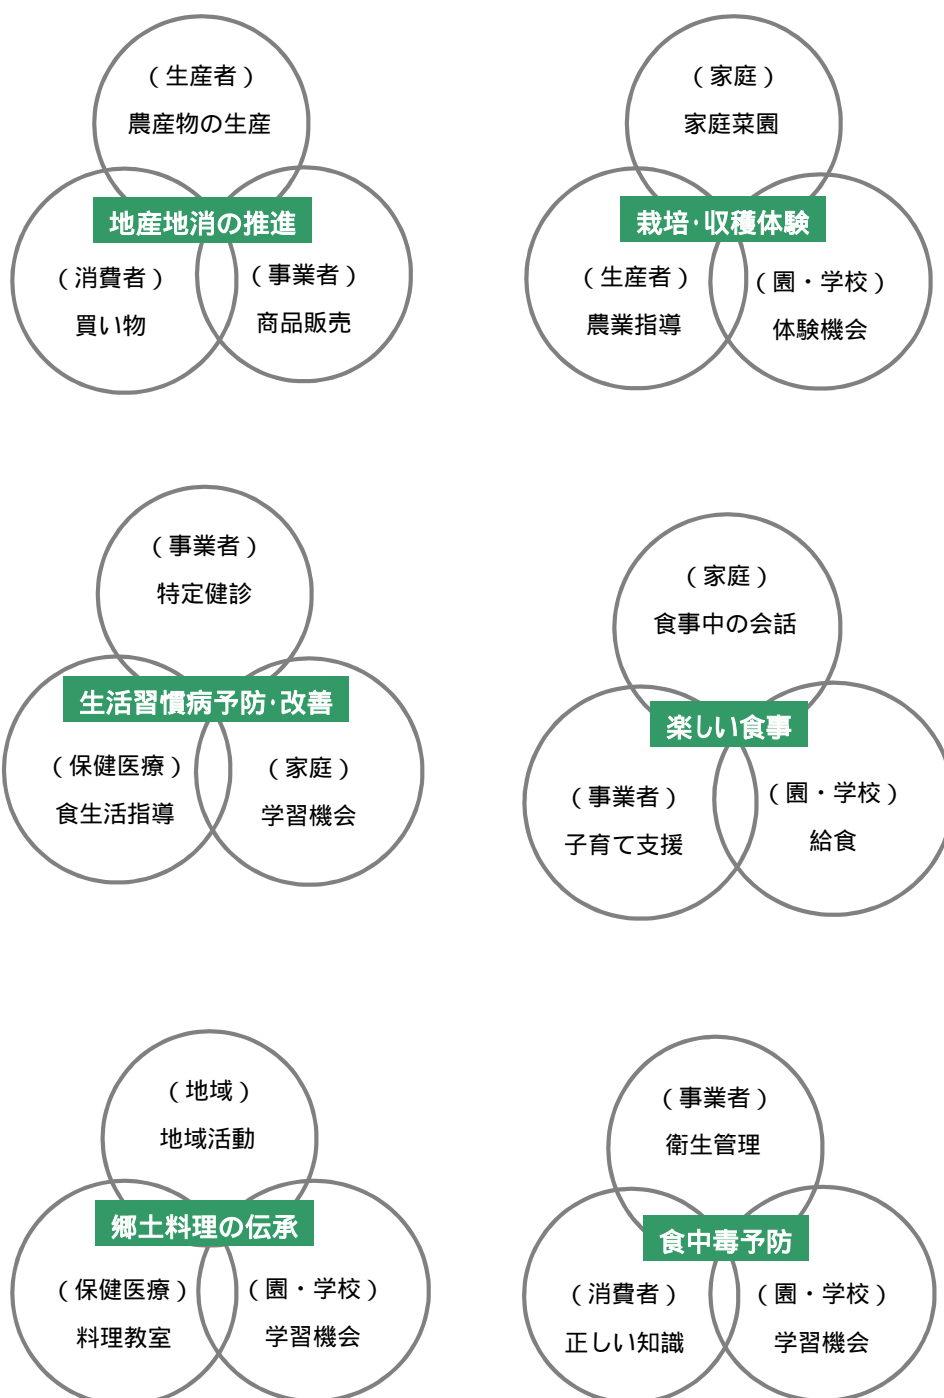 （生産者）
農産物の生産
地産地消の推進
（消費者）
買い物
（事業者）
商品販売
（家庭）
家庭菜園
栽培・収穫体験
（生産者）
農業指導
（園・学校）
体験機会
（事業者）
特定健診
生活習慣病予防・改善
（保健医療）
食生活指導
（家庭）
学習機会
（家庭）
食事中の会話
楽しい食事
（事業者）
子育て支援
（園・学校）
給食
（地域）
地域活動
郷土料理の伝承
（保健医療）
料理教室
（園・学校）
学習機会
（事業者）
衛生管理
食中毒予防
（消費者）
正しい知識
（園・学校）
学習機会